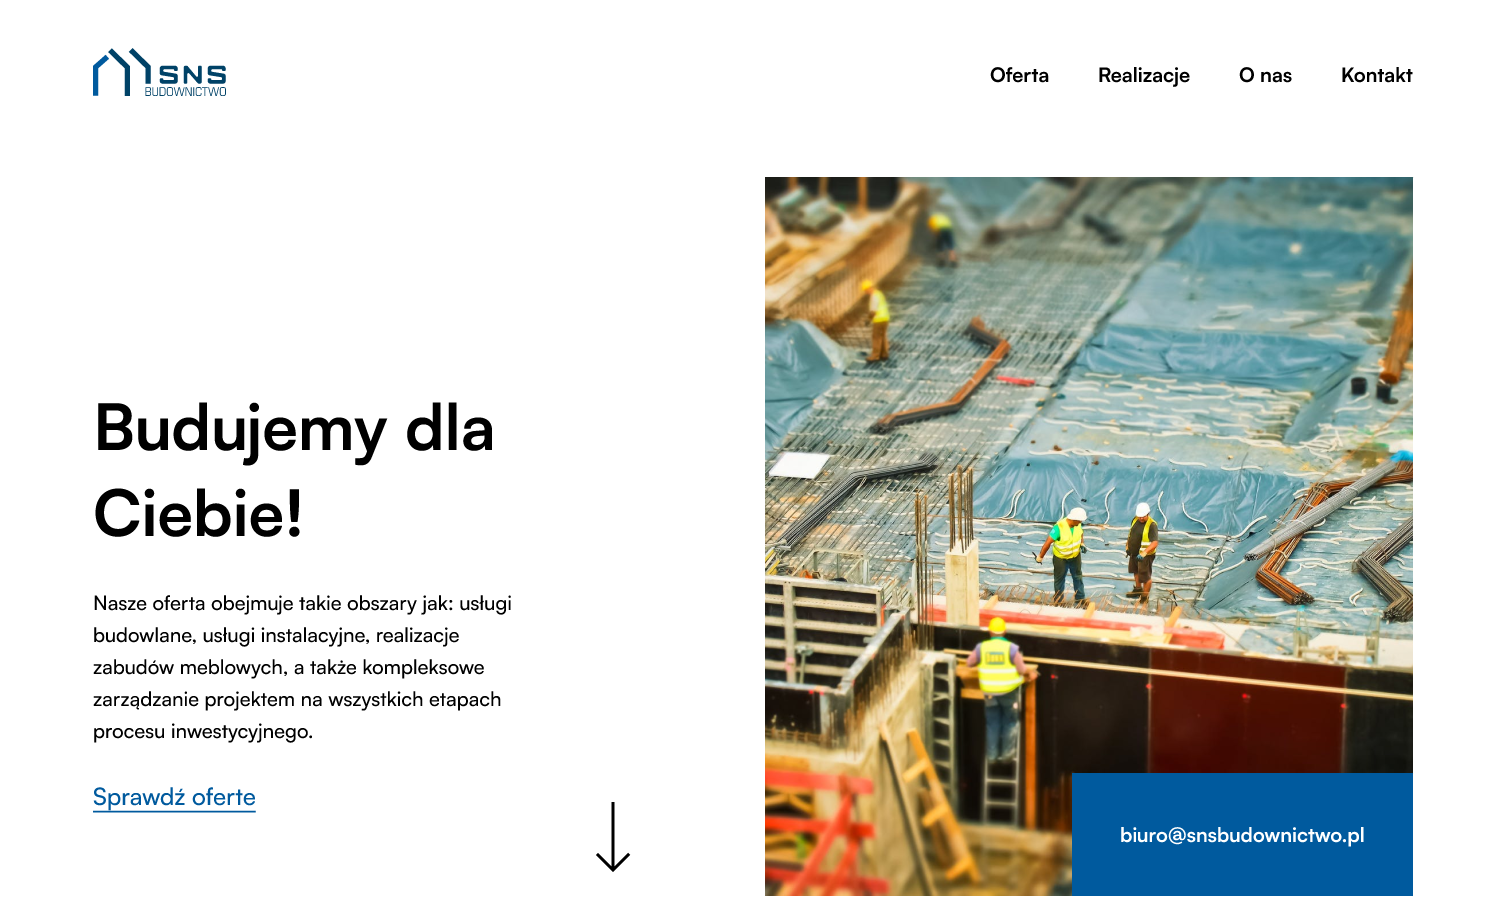 SNS
BUDOWNICTWO
Oferta
Realizacje
O nas
Kontakt
Budujemy dla
Ciebie!
Nasze oferta obejmuje takie obszary jak: usługi
budowlane, usługi instalacyjne, realizacje
zabudów meblowych, a także kompleksowe
zarządzanie projektem na wszystkich etapach
procesu inwestycyjnego.
Sprawdź oferte
biuro@snsbudownictwo.pl